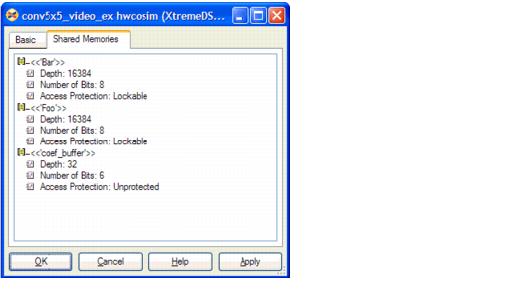 conv5x5_video_ex hwcosim (XtremeDS...
Basic Shared Memories
<<'Bar'>>
Depth: 16384
Number of Bits: 8
Access Protection: Lockable
<<'Foo'>>
Depth: 16384
Number of Bits: 8
Access Protection: Lockable
<<'coef_buffer'>>
Depth: 32
Number of Bits: 6
Access Protection: Unprotected
OK Cancel Help Apply